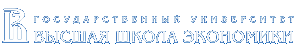 ГОСУДАРСТВЕННЫЙ УНИВЕРСИТЕТ
ВЫСШАЯ ШКОЛА ЭКОНОМИКИ